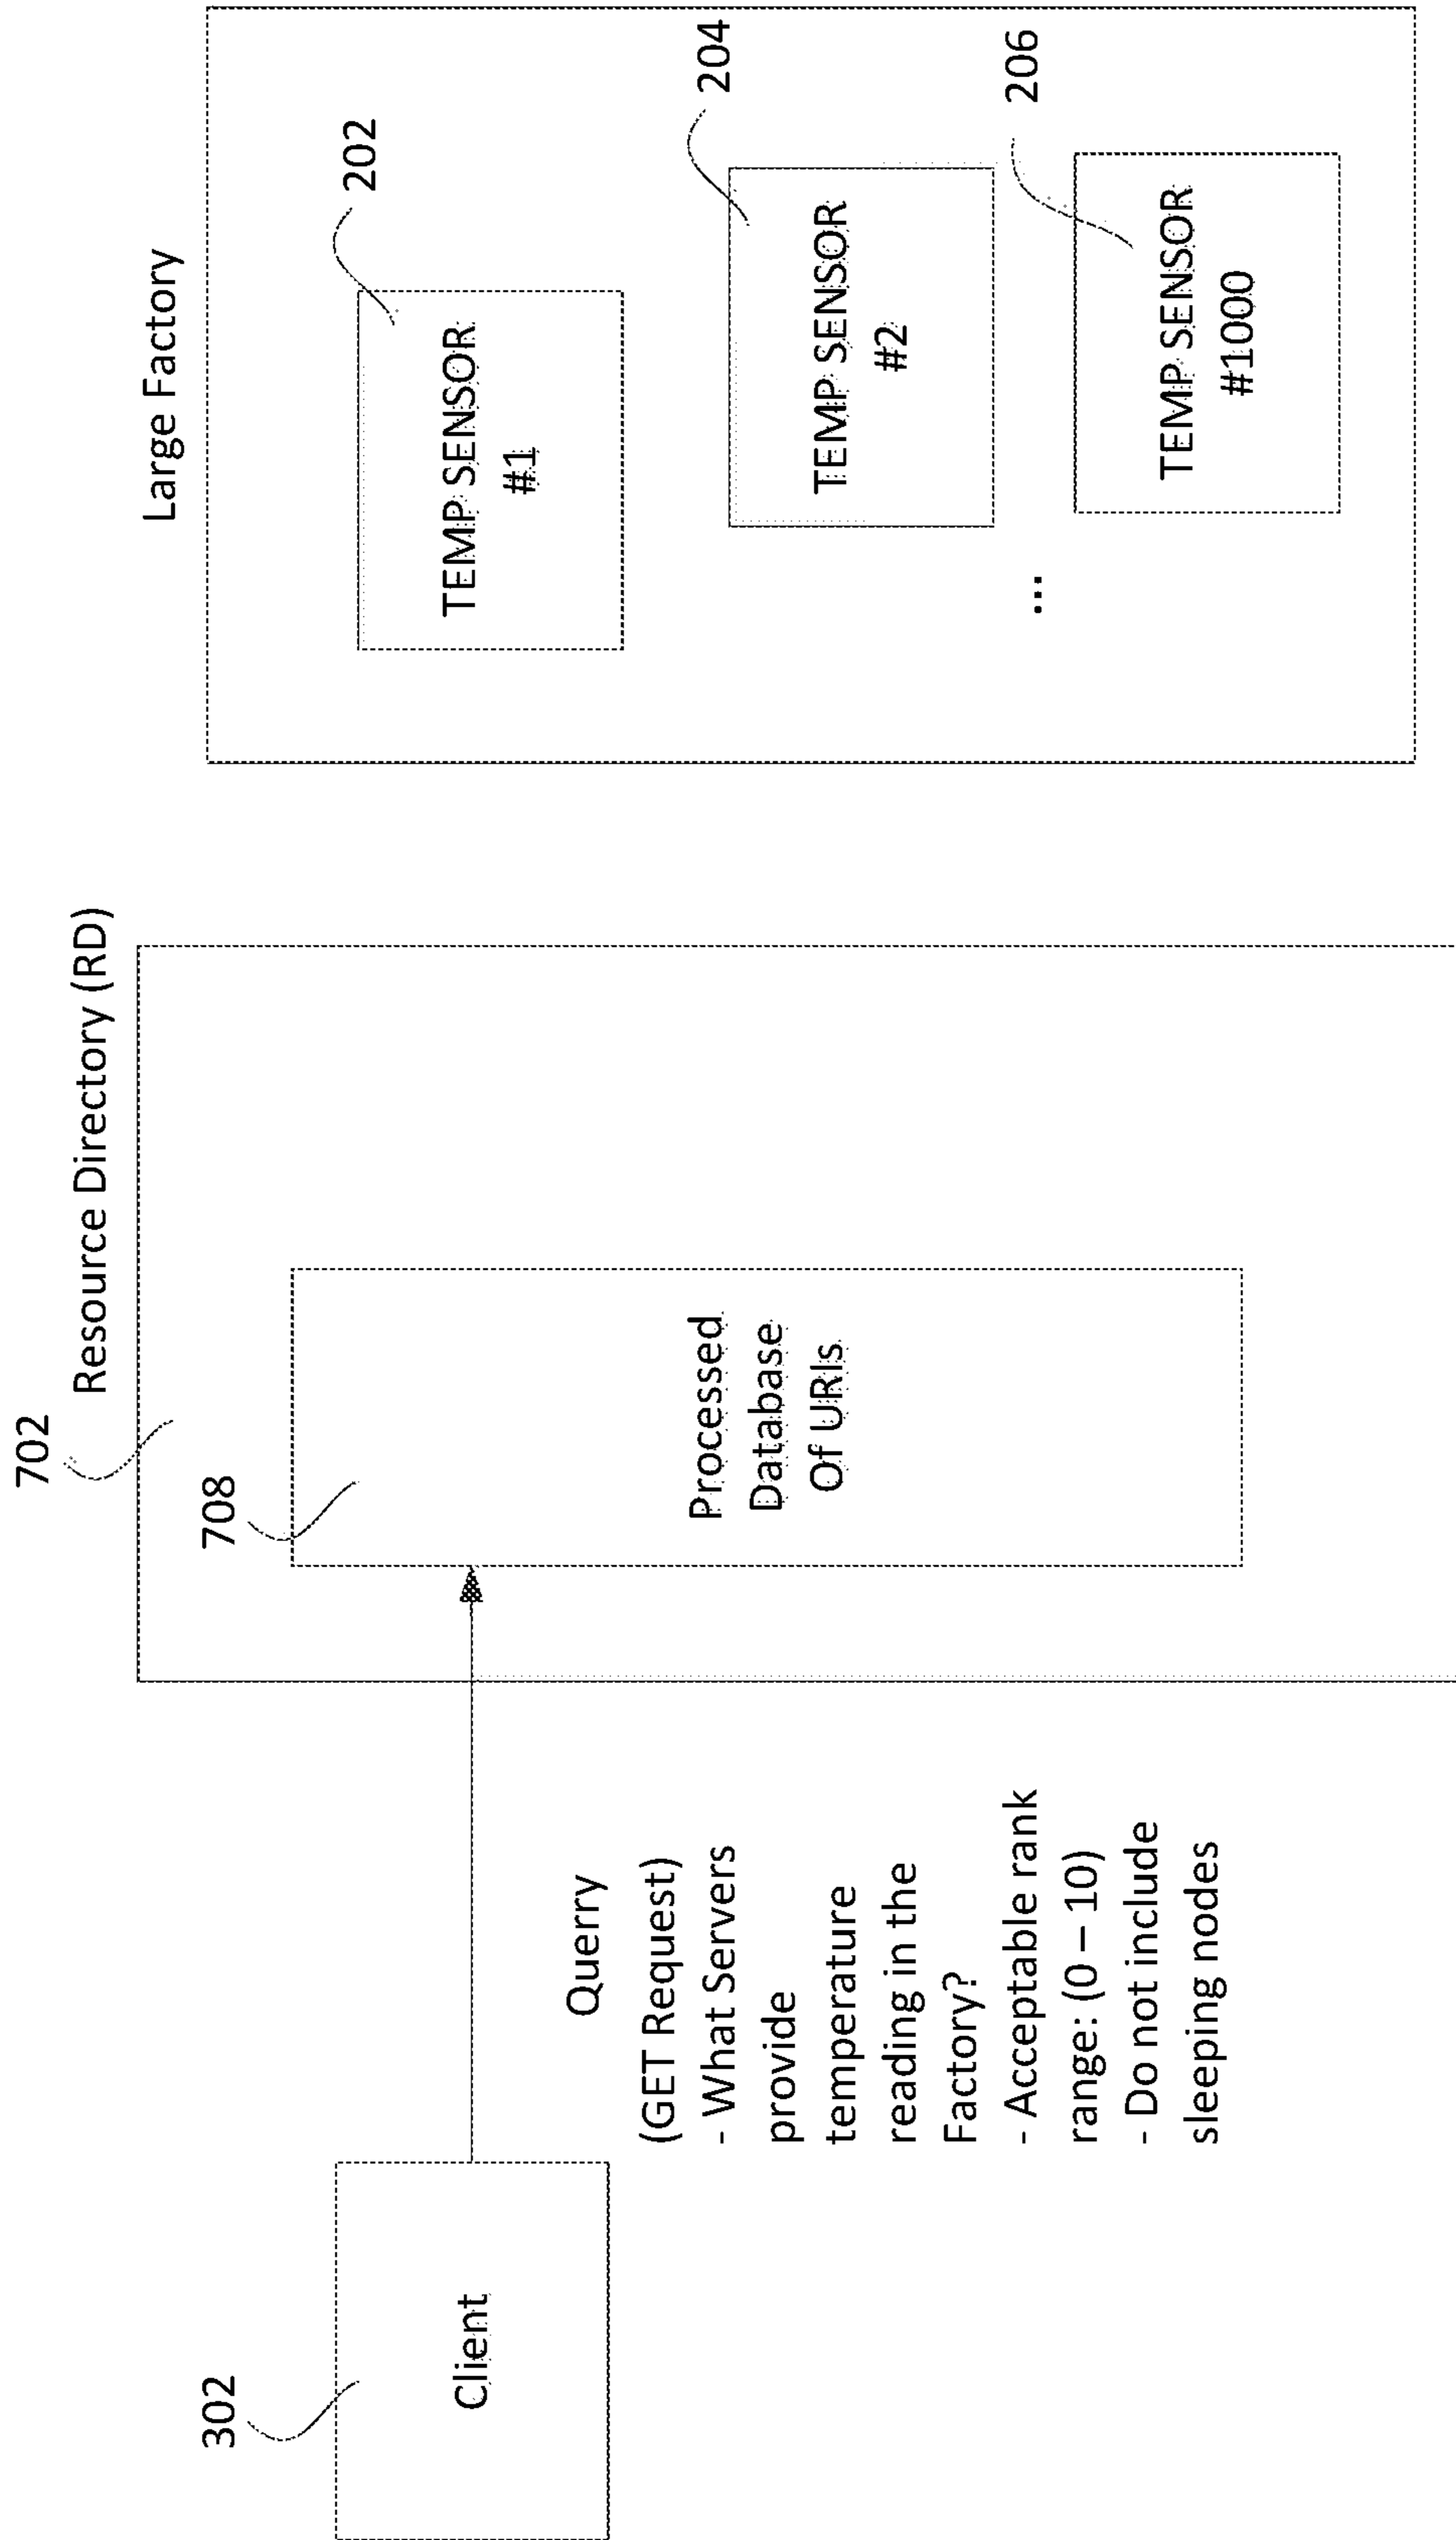 302
Client
Querry
(GET Request)
- What Servers
provide
temperature
reading in the
Factory?
- Acceptable rank
range: (0 – 10)
- Do not include
sleeping nodes
702
Resource Directory (RD)
708
Processed
Database
Of URIs
Large Factory
202
TEMP SENSOR
#1
204
TEMP SENSOR
#2
...
206
TEMP SENSOR
#1000